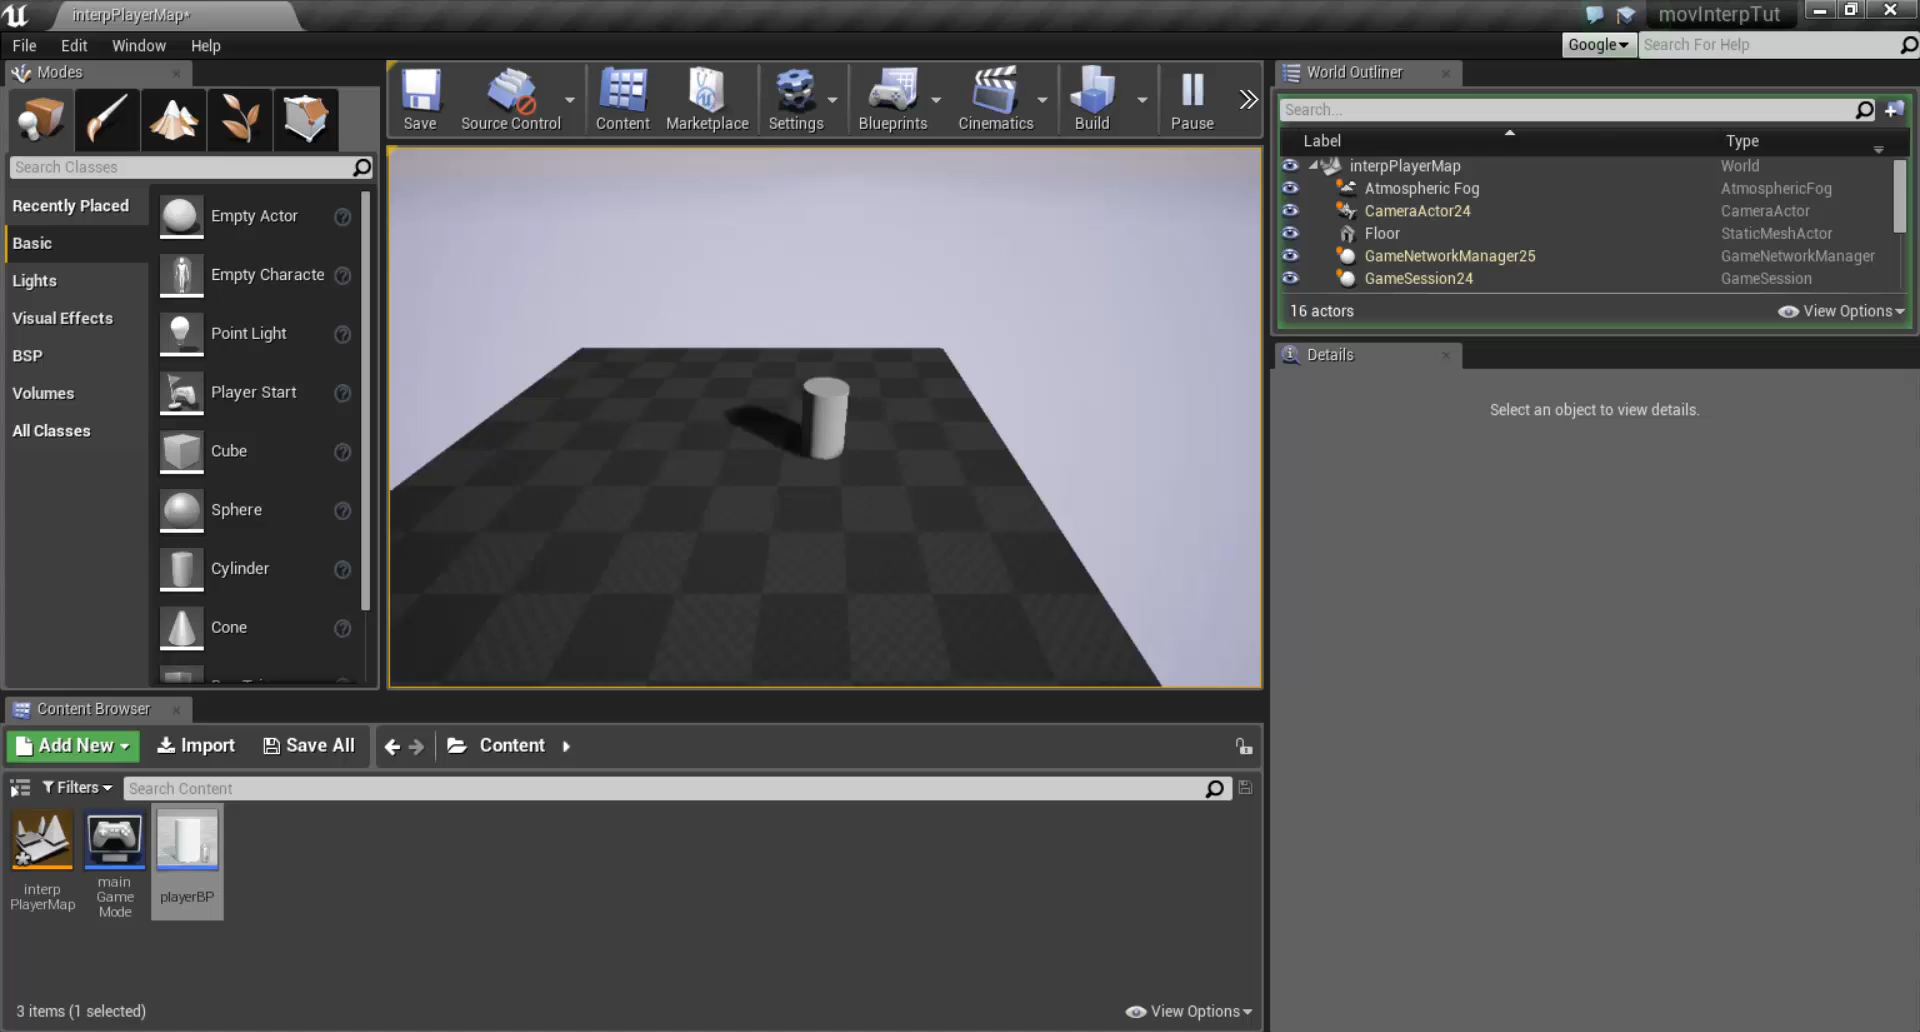 interpPlayerMap*
movInterpTut
File Edit Window Help
Google Search For Help
Modes
Search Classes
Recently Placed
Basic
Lights
Visual Effects
BSP
Volumes
All Classes
Empty Actor
Empty Characte
Point Light
Player Start
Cube
Sphere
Cylinder
Cone
Save Source Control Content Marketplace Settings Blueprints Cinematics Build Pause
World Outliner
Search...
Label Type
interpPlayerMap World
Atmospheric Fog AtmosphericFog
CameraActor24 CameraActor
Floor StaticMeshActor
GameNetworkManager25 GameNetworkManager
GameSession24 GameSession
16 actors View Options
Details
Select an object to view details.
Content Browser
Add New Import Save All Content
Filters Search Content
interp
PlayerMap
main
Game
Mode
playerBP
3 items (1 selected) View Options